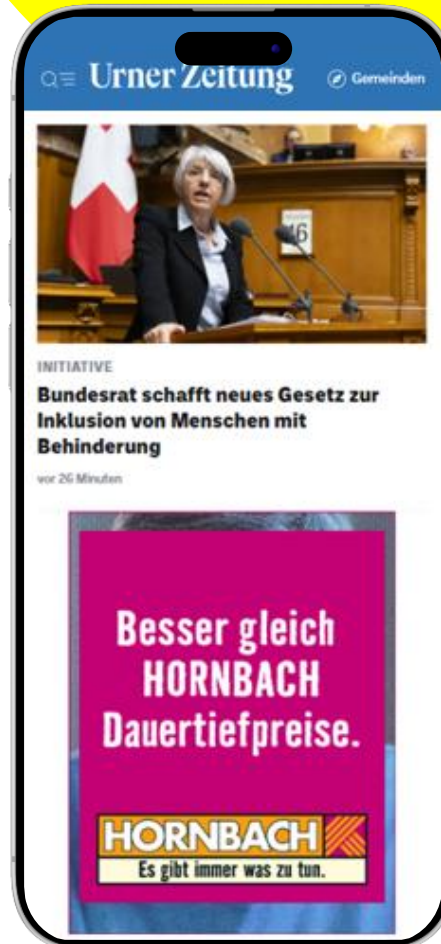 Urner Zeitung
Gemeinden
16
INITIATIVE
Bundesrat schafft neues Gesetz zur
Inklusion von Menschen mit
Behinderung
vor 26 Minuten
Besser gleich
HORNBACH
Dauertiefpreise.
HORNBACH
Es gibt immer was zu tun.